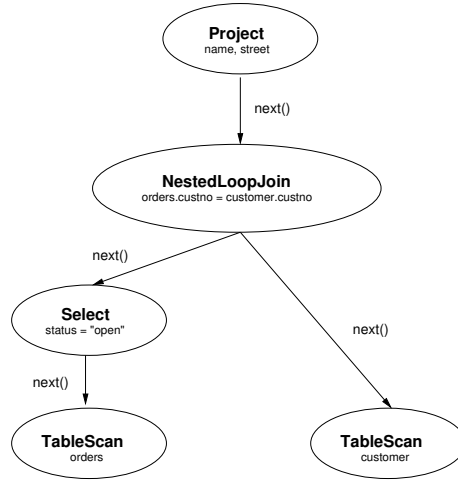 Project
name, street
next()
NestedLoopJoin
orders.custno = customer.custno
next()
Select
status = "open"
next()
next()
TableScan
orders
TableScan
customer